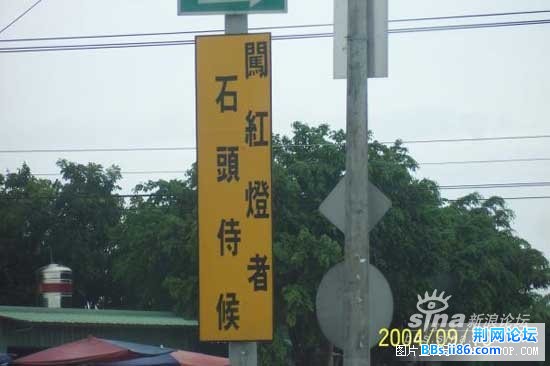 闖紅燈者
石頭侍候
sina 新浪论坛
2004/09/
荆网论坛
BBs.ji86.com